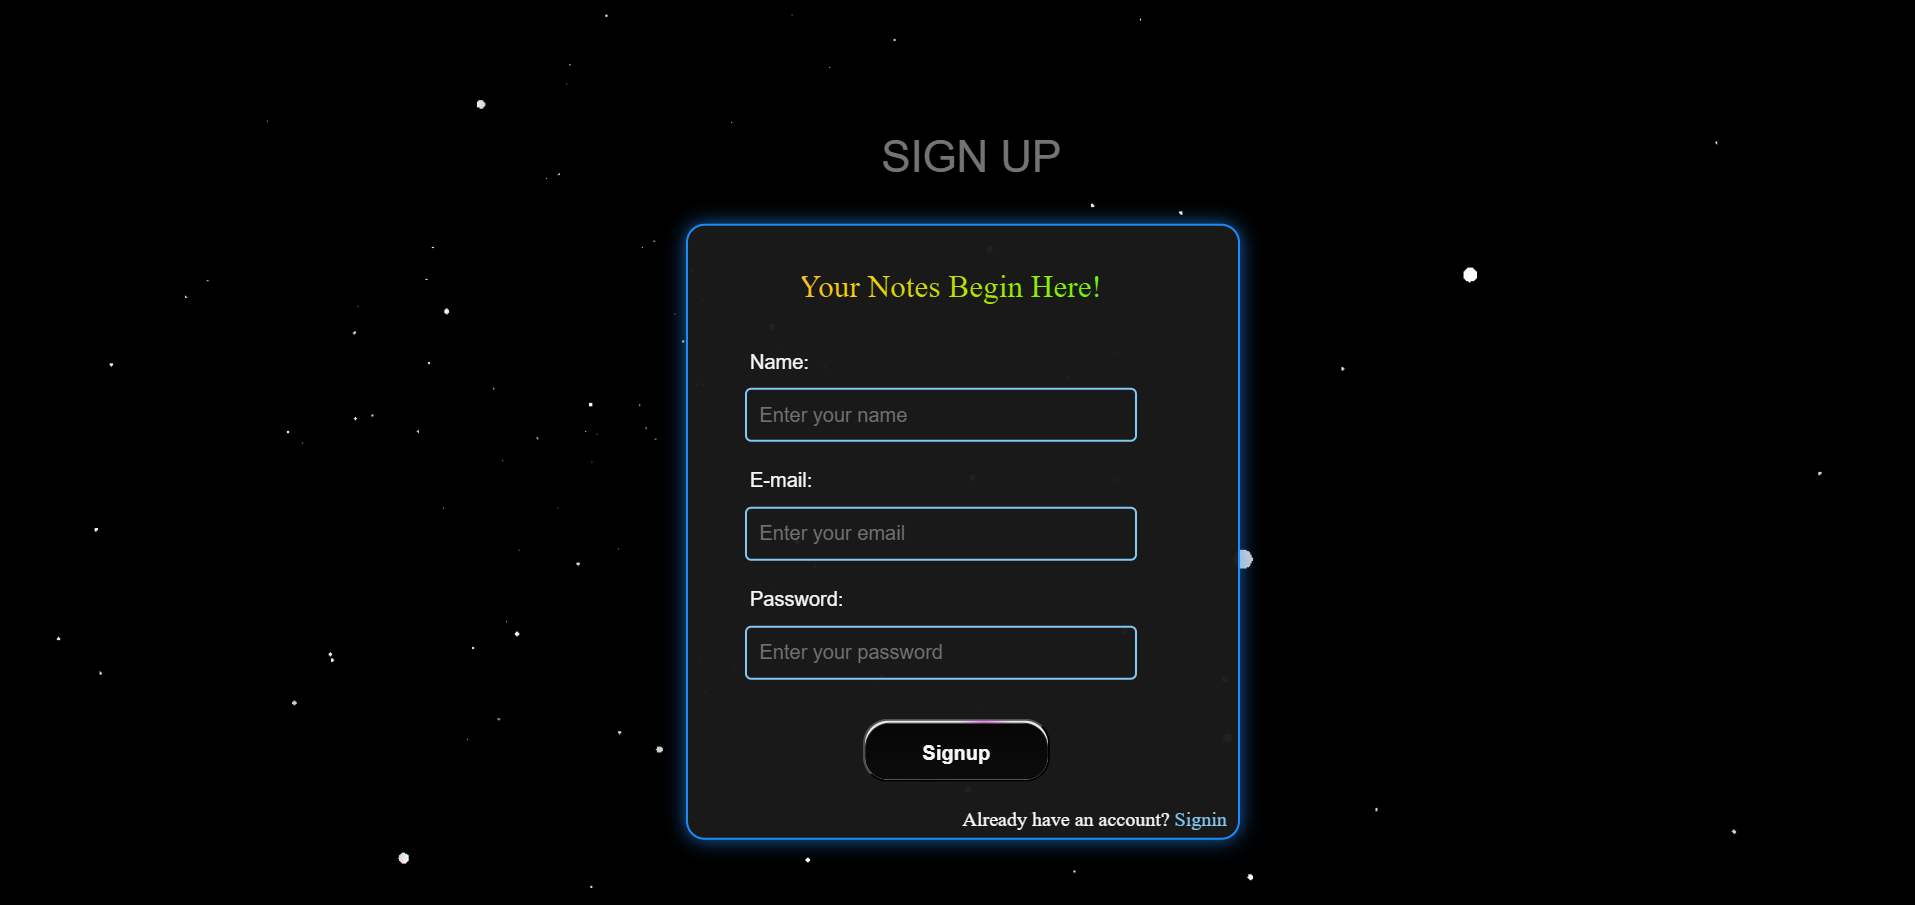 SIGN UP
Your Notes Begin Here!
Name:
Enter your name
E-mail:
Enter your email
Password:
Enter your password
Signup
Already have an account? Signin